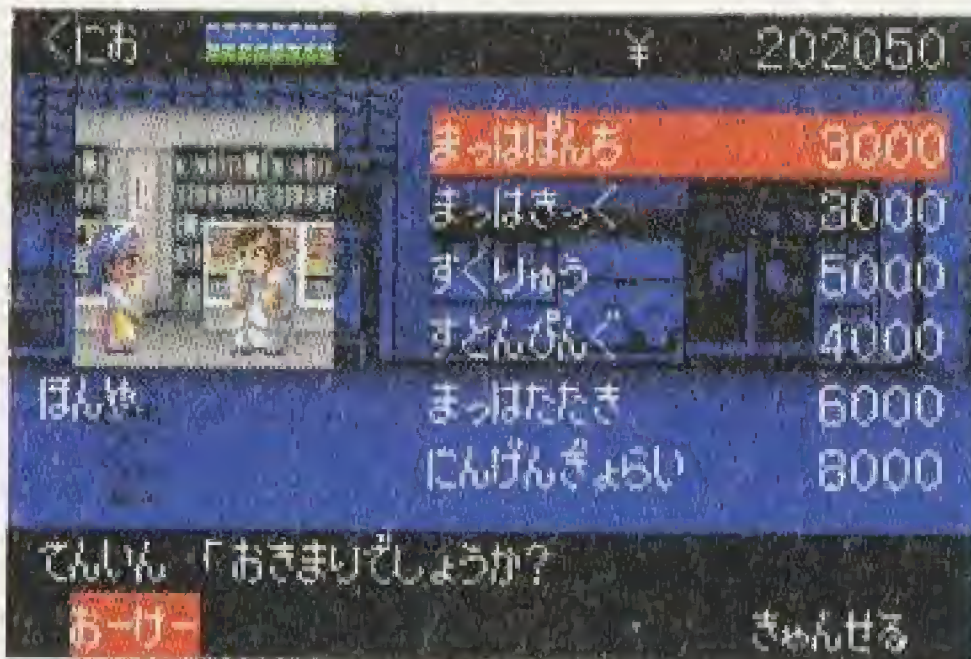 くにお ¥ 202050
まっはぱんち 3000
まっはきっく 3000
すくりゅう 5000
すとんぴんぐ 4000
まっはたたき 6000
にんげんぎょらい 8000
ほんや
てんいん 「おきまりでしょうか?
おーけー きゃんせる